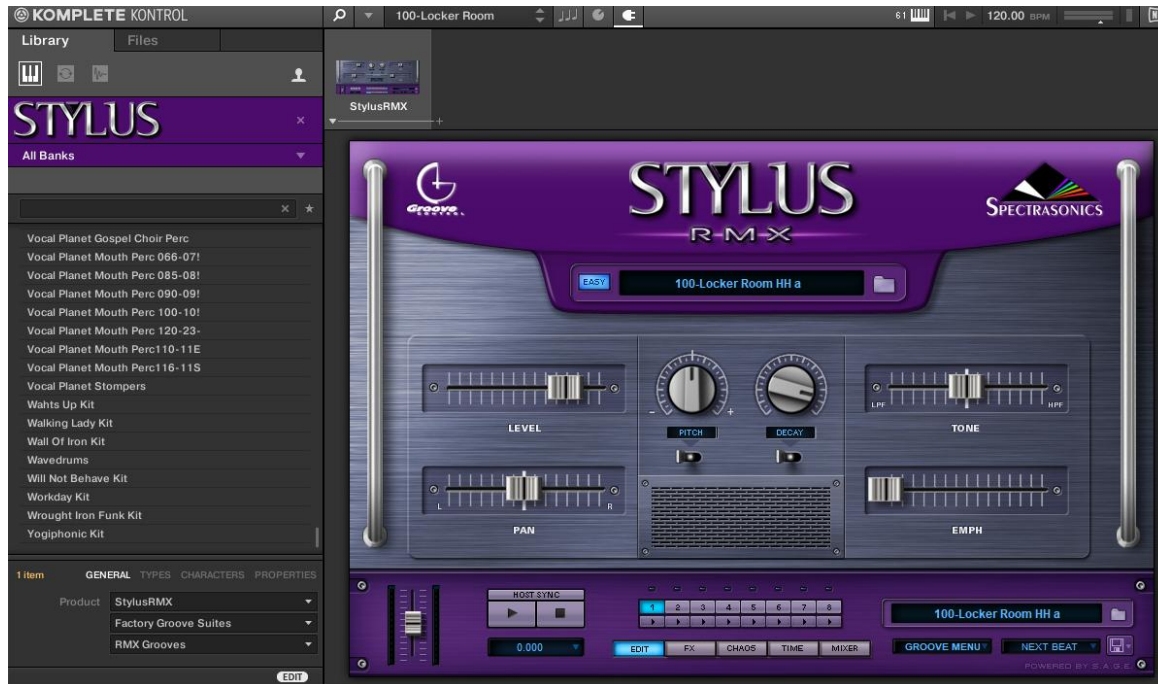 KOMPLETE KONTROL
100-Locker Room
61
120.00 BPM
Library
Files
STYLUS
All Banks
StylusRMX
Vocal Planet Gospel Choir Perc
Vocal Planet Mouth Perc 066-07!
Vocal Planet Mouth Perc 085-08!
Vocal Planet Mouth Perc 090-09!
Vocal Planet Mouth Perc 100-10!
Vocal Planet Mouth Perc 120-23-
Vocal Planet Mouth Perc110-11E
Vocal Planet Mouth Perc116-11S
Vocal Planet Stompers
Wahts Up Kit
Walking Lady Kit
Wall Of Iron Kit
Wavedrums
Will Not Behave Kit
Workday Kit
Wrought Iron Funk Kit
Yogiphonic Kit
1 item
GENERAL TYPES CHARACTERS PROPERTIES
Product StylusRMX
Factory Groove Suites
RMX Grooves
EDIT
Groove CONTROL
STYLUS
RMX
SPECTRASONICS
EASY 100-Locker Room HH a
LPF HPF
LEVEL
PITCH DECAY
TONE
L R
PAN
EMPH
HOST SYNC
1 2 3 4 5 6 7 8
100-Locker Room HH a
0.000
EDIT FX CHAOS TIME MIXER
GROOVE MENU NEXT BEAT
POWERED BY S.A.G.E.